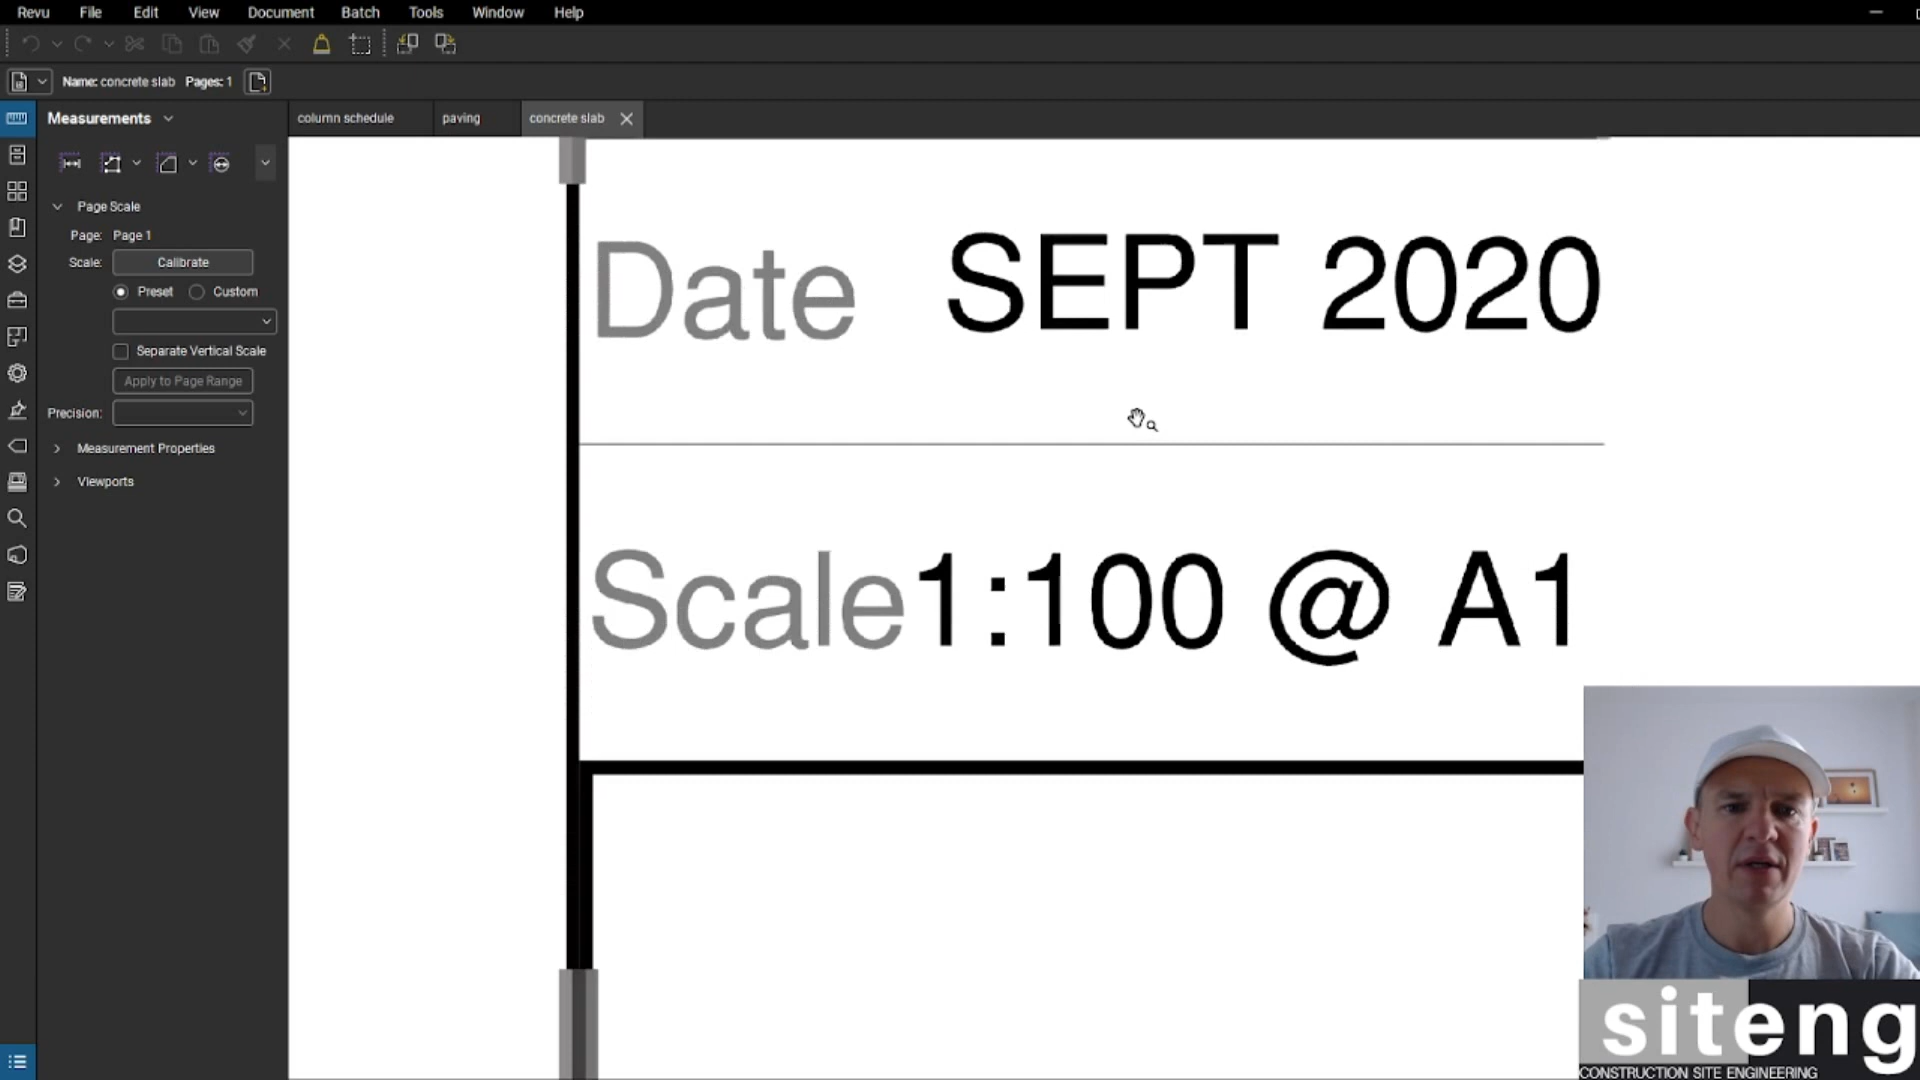 Revu File Edit View Document Batch Tools Window Help
Name: concrete slab Pages: 1
Measurements
column schedule paving concrete slab
Page Scale
Page: Page 1
Scale: Calibrate
Preset Custom
Separate Vertical Scale
Apply to Page Range
Precision:
Measurement Properties
Viewports
Date SEPT 2020
Scale 1:100 @ A1
siteng
CONSTRUCTION SITE ENGINEERING